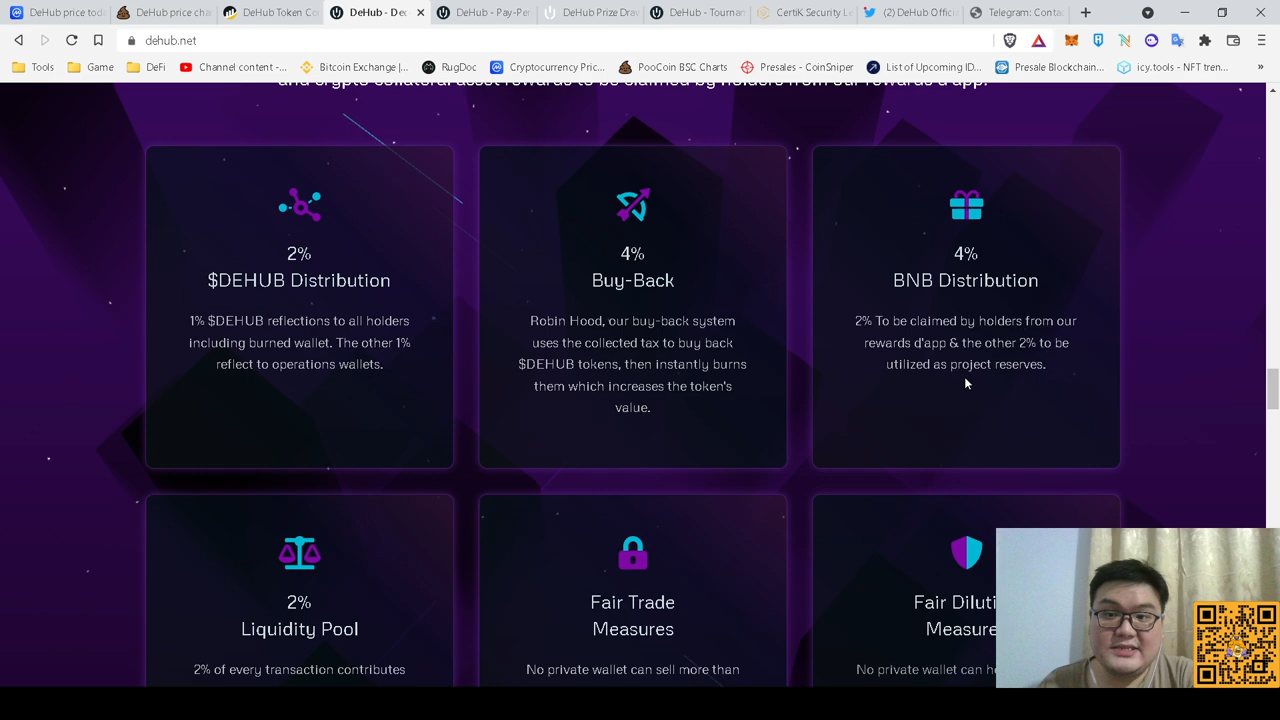 DeHub price tod
DeHub price cha
DeHub Token Co
DeHub - Dec
DeHub - Pay-Per
DeHub Prize Draw
DeHub - Tournam
CertiK Security Le
(2) DeHub Offici
Telegram: Conta
dehub.net
Tools
Game
DeFi
Channel content -...
Bitcoin Exchange |...
RugDoc
Cryptocurrency Pric...
PooCoin BSC Charts
Presales - CoinSniper
List of Upcoming ID...
Presale Blockchain...
icy.tools - NFT tren...
»
and crypto collateral asset rewards to be claimed by holders from our rewards d'app.
2%
$DEHUB Distribution
1% $DEHUB reflections to all holders
including burned wallet. The other 1%
reflect to operations wallets.
4%
Buy-Back
Robin Hood, our buy-back system
uses the collected tax to buy back
$DEHUB tokens, then instantly burns
them which increases the token's
value.
4%
BNB Distribution
2% To be claimed by holders from our
rewards d'app & the other 2% to be
utilized as project reserves.
2%
Liquidity Pool
2% of every transaction contributes
Fair Trade
Measures
No private wallet can sell more than
Fair Diluti
Measure
No private wallet can h